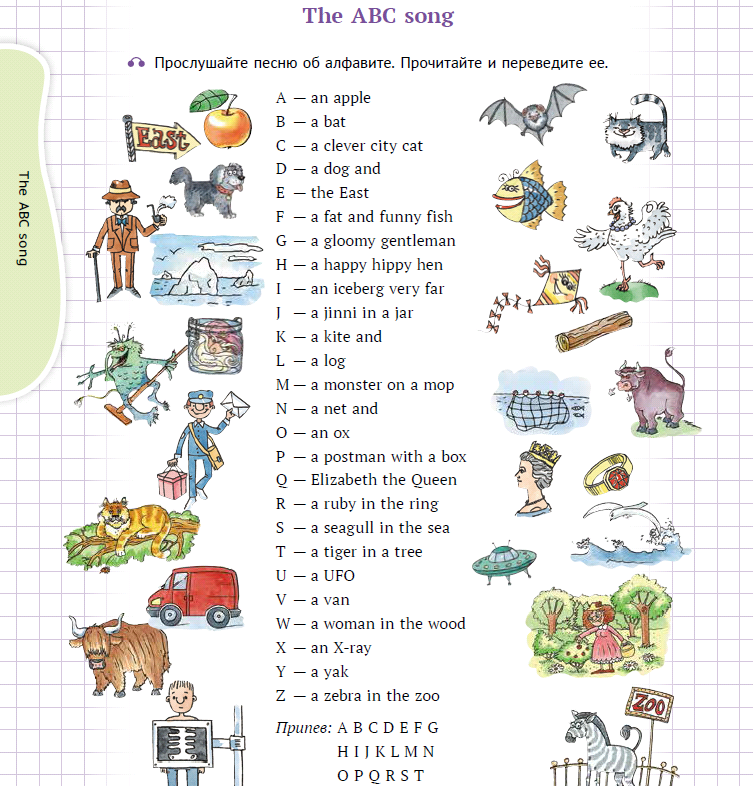 The ABC song
Прослушайте песню об алфавите. Прочитайте и переведите ее.
The ABC song
A — an apple
B — a bat
C — a clever city cat
D — a dog and
E — the East
F — a fat and funny fish
G — a gloomy gentleman
H — a happy hippy hen
I — an iceberg very far
J — a jinni in a jar
K — a kite and
L — a log
M — a monster on a mop
N — a net and
O — an ox
P — a postman with a box
Q — Elizabeth the Queen
R — a ruby in the ring
S — a seagull in the sea
T — a tiger in a tree
U — a UFO
V — a van
W — a woman in the wood
X — an X-ray
Y — a yak
Z — a zebra in the zoo
Припев: A B C D E F G
H I J K L M N
O P Q R S T
East
ZOO